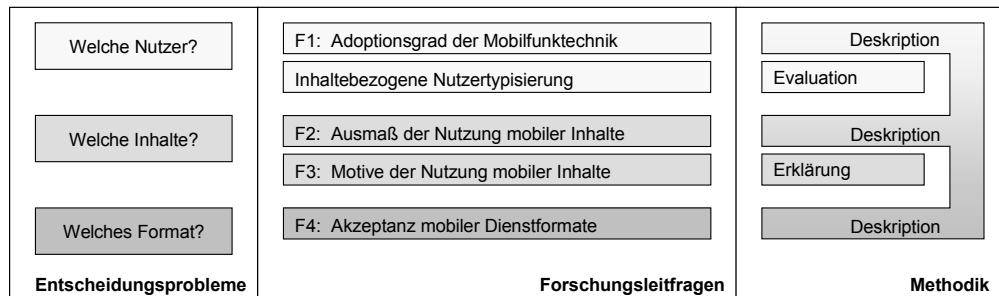 Welche Nutzer?
F1: Adoptionsgrad der Mobilfunktechnik
Deskription
Inhaltebezogene Nutzertypisierung
Evaluation
Welche Inhalte?
F2: Ausmaß der Nutzung mobiler Inhalte
Deskription
F3: Motive der Nutzung mobiler Inhalte
Erklärung
Welches Format?
F4: Akzeptanz mobiler Dienstformate
Deskription
Entscheidungsprobleme
Forschungsleitfragen
Methodik